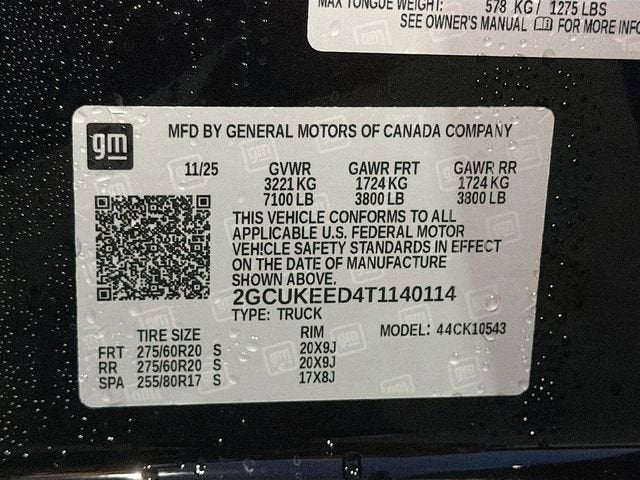 MAX TONGUE WEIGHT: 578 KG / 1275 LBS
SEE OWNER'S MANUAL FOR MORE INFO
gm
MFD BY GENERAL MOTORS OF CANADA COMPANY
11/25 GVWR GAWR FRT GAWR RR
3221 KG 1724 KG 1724 KG
7100 LB 3800 LB 3800 LB
THIS VEHICLE CONFORMS TO ALL
APPLICABLE U.S. FEDERAL MOTOR
VEHICLE SAFETY STANDARDS IN EFFECT
ON THE DATE OF MANUFACTURE
SHOWN ABOVE.
2GCUKEED4T1140114
TYPE: TRUCK
TIRE SIZE RIM MODEL: 44CK10543
FRT 275/60R20 S 20X9J
RR 275/60R20 S 20X9J
SPA 255/80R17 S 17X8J